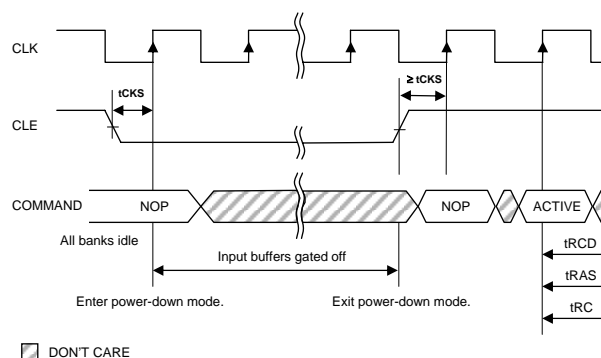 CLK
tCKS
≥ tCKS
CLE
COMMAND
NOP
NOP
ACTIVE
All banks idle
Input buffers gated off
tRCD
Enter power-down mode.
Exit power-down mode.
tRAS
tRC
DON'T CARE